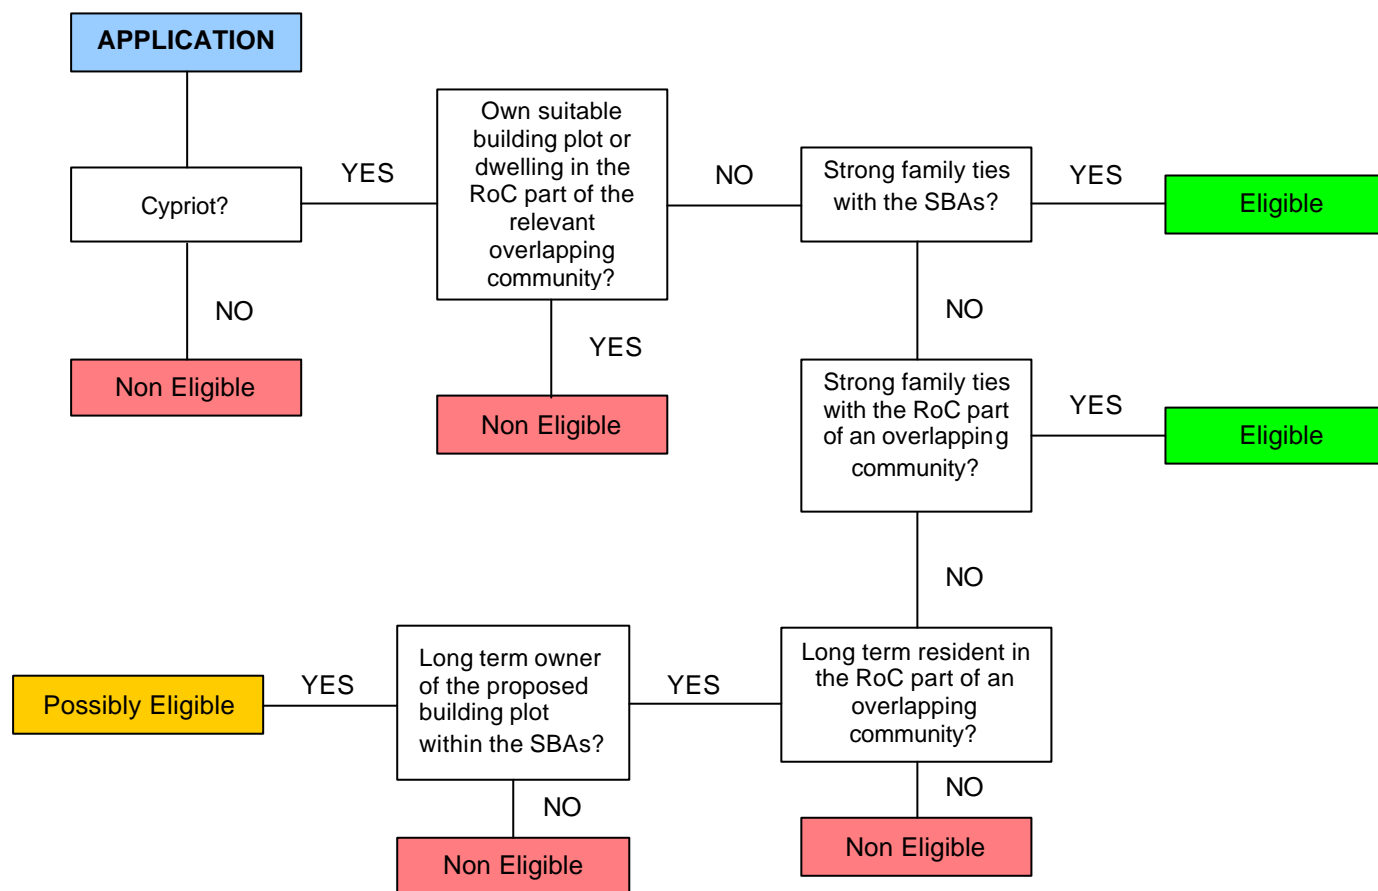 APPLICATION
Cypriot?
YES
NO
Non Eligible
Own suitable
building plot or
dwelling in the
RoC part of the
relevant
overlapping
community?
NO
YES
Non Eligible
Strong family ties
with the SBAs?
YES
Eligible
NO
Strong family ties
with the RoC part
of an overlapping
community?
YES
Eligible
NO
Long term resident in
the RoC part of an
overlapping
community?
YES
NO
Non Eligible
Long term owner
of the proposed
building plot
within the SBAs?
YES
Possibly Eligible
NO
Non Eligible